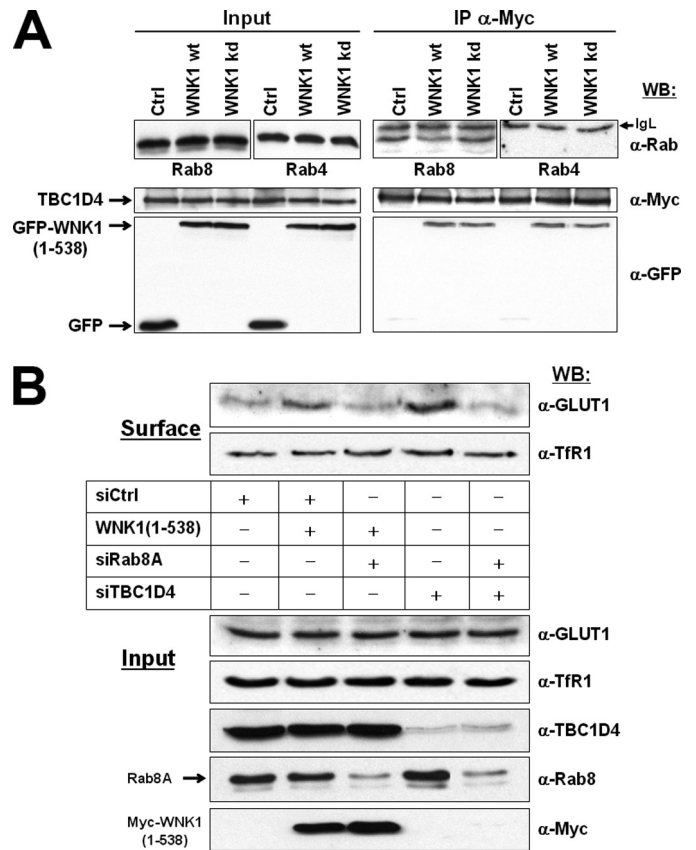 A
Input
IP α-Myc
Ctrl
WNK1 wt
WNK1 kd
Ctrl
WNK1 wt
WNK1 kd
Ctrl
WNK1 wt
WNK1 kd
Ctrl
WNK1 wt
WNK1 kd
WB:
IgL
α-Rab
Rab8
Rab4
Rab8
Rab4
TBC1D4
α-Myc
GFP-WNK1
(1-538)
α-GFP
GFP
B
WB:
Surface
α-GLUT1
α-TfR1
siCtrl + + − − −
WNK1(1-538) − + + − −
siRab8A − − + − +
siTBC1D4 − − − + +
Input
α-GLUT1
α-TfR1
α-TBC1D4
Rab8A
α-Rab8
Myc-WNK1
(1-538)
α-Myc